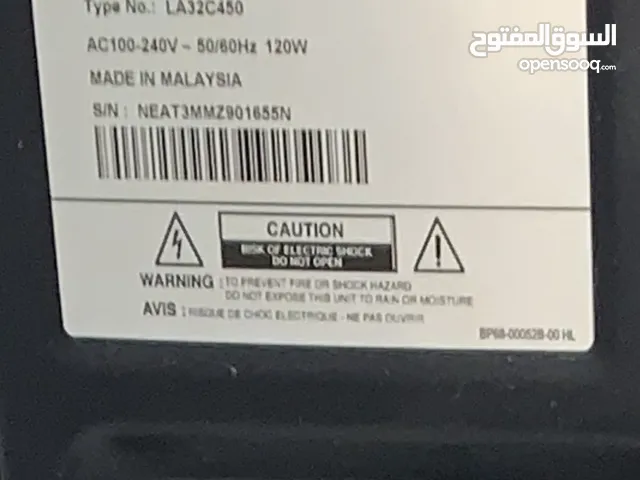 Type No.: LA32C450
السوق المفتوح
opensooq.com
AC100-240V ~ 50/60Hz 120W
MADE IN MALAYSIA
S/N : NEAT3MMZ901655N
CAUTION
RISK OF ELECTRIC SHOCK
DO NOT OPEN
WARNING : TO PREVENT FIRE OR SHOCK HAZARD
DO NOT EXPOSE THIS UNIT TO RAIN OR MOISTURE
AVIS : RISQUE DE CHOC ELECTRIQUE - NE PAS OUVRIR
BP68-00052B-00 HL